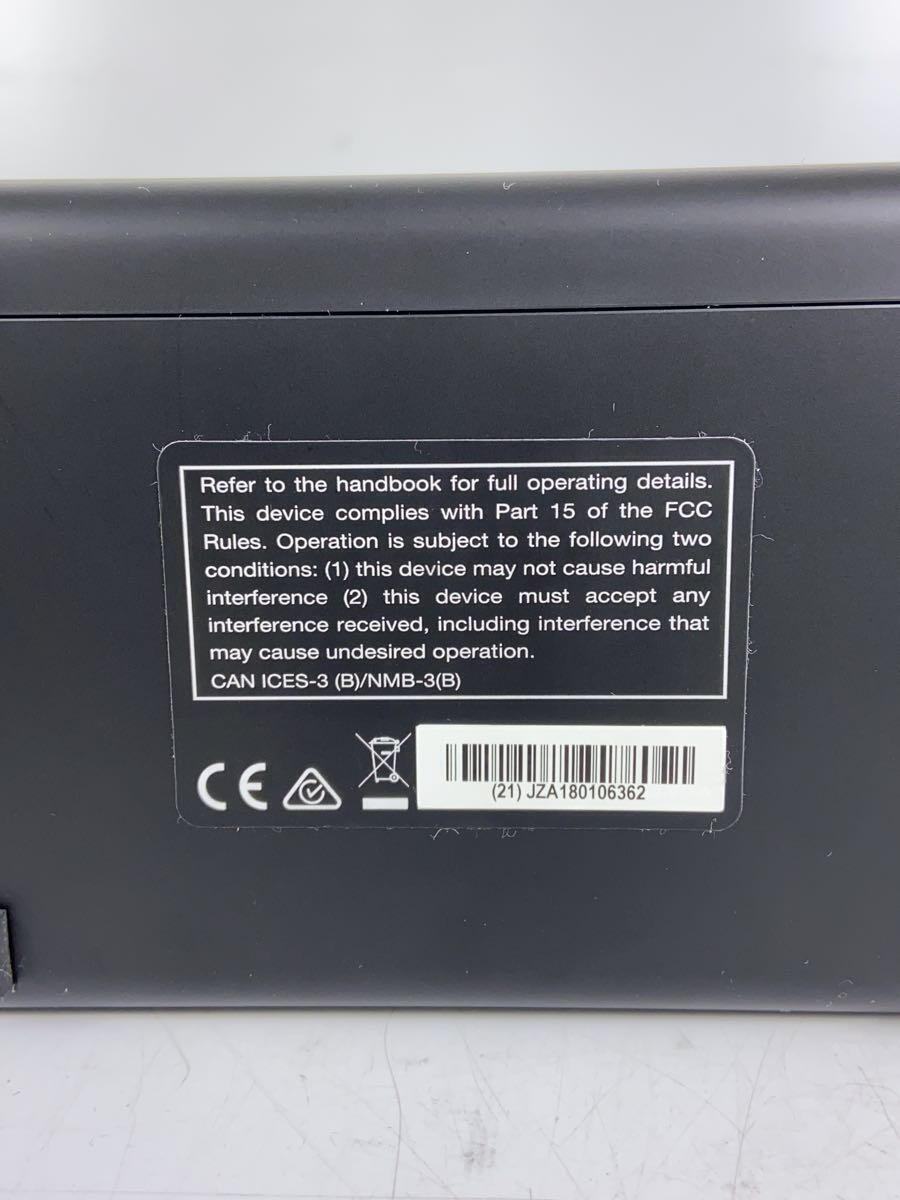 Refer to the handbook for full operating details.
This device complies with Part 15 of the FCC
Rules. Operation is subject to the following two
conditions: (1) this device may not cause harmful
interference (2) this device must accept any
interference received, including interference that
may cause undesired operation.
CAN ICES-3 (B)/NMB-3(B)
CE
(21) JZA180106362